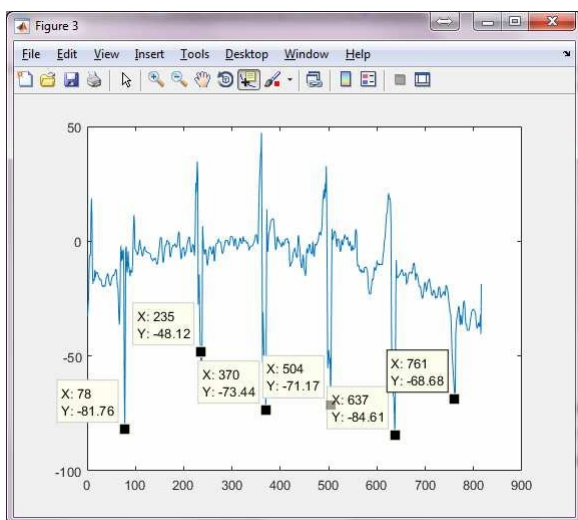 Figure 3
File Edit View Insert Tools Desktop Window Help
50
0
-50
-100
X: 235
Y: -48.12
X: 370
Y: -73.44
X: 504
Y: -71.17
X: 761
Y: -68.68
X: 78
Y: -81.76
X: 637
Y: -84.61
0 100 200 300 400 500 600 700 800 900